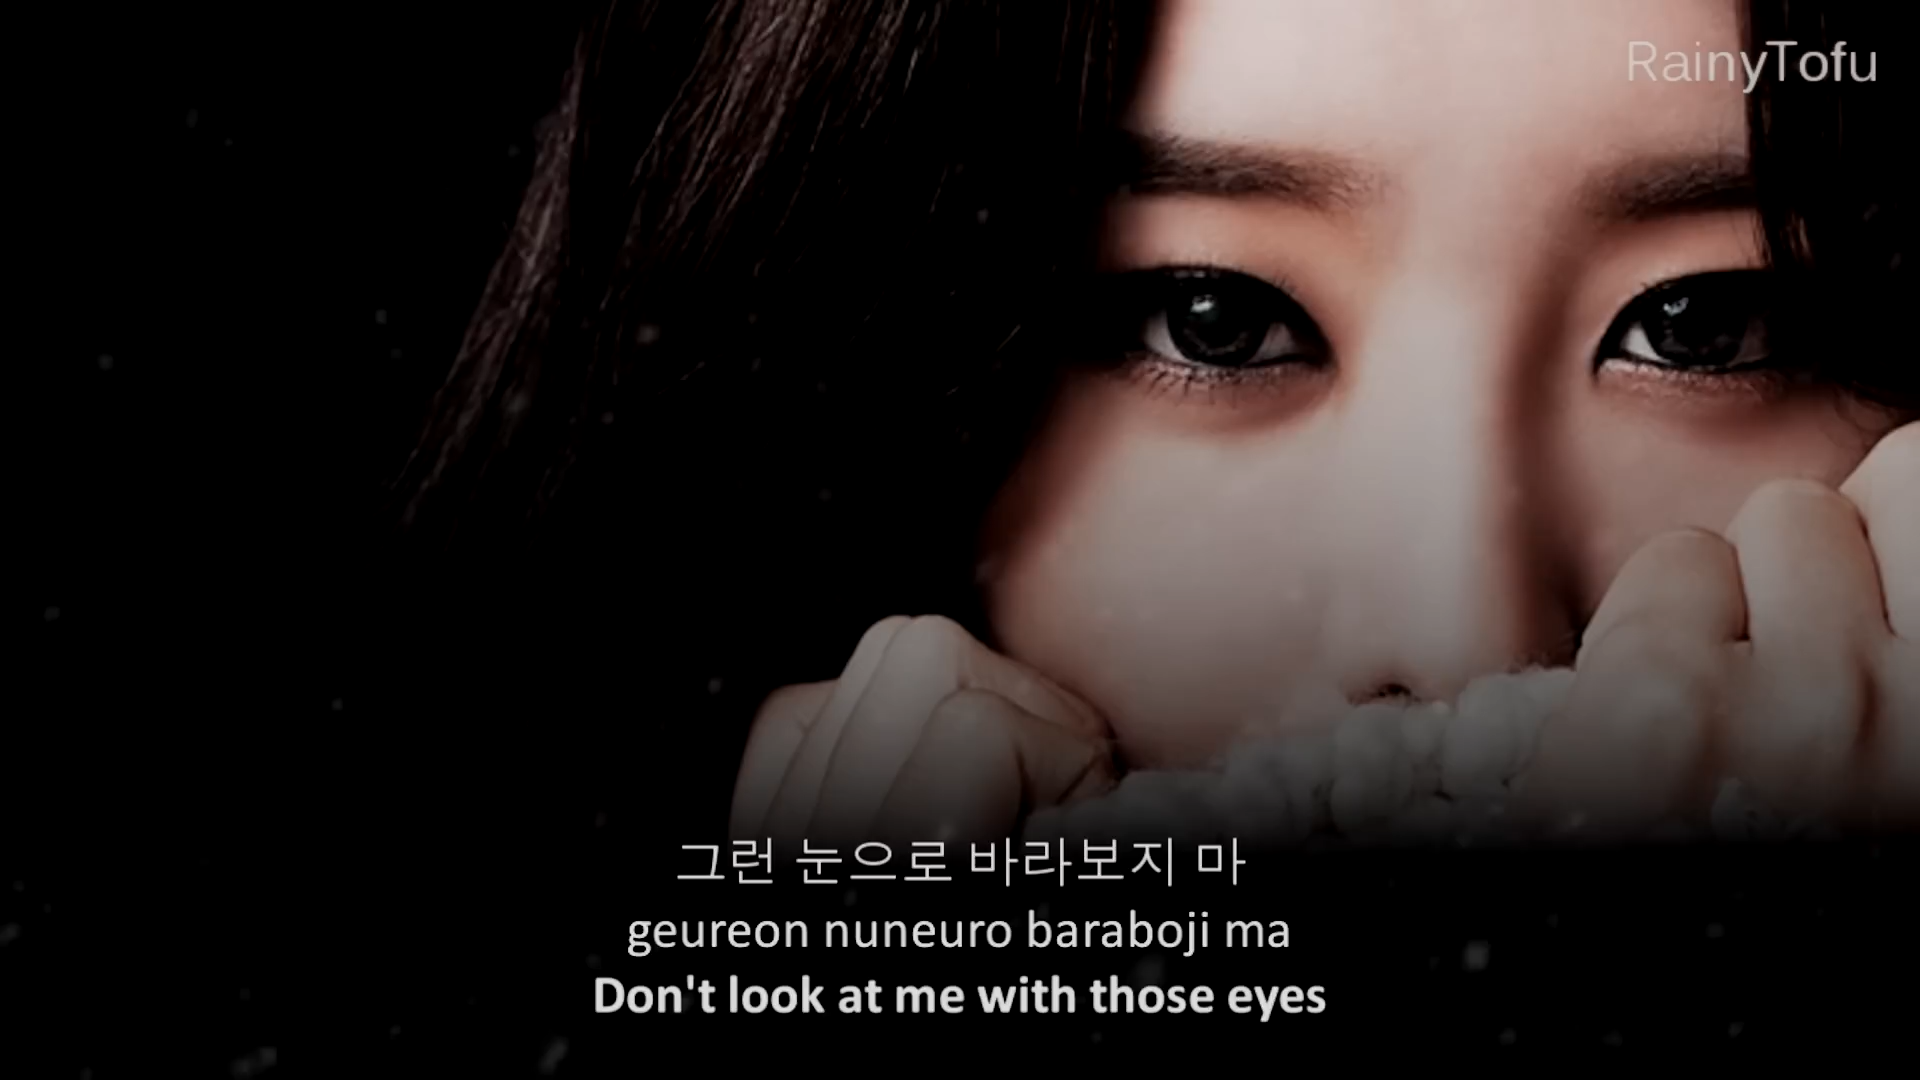 RainyTofu
그런 눈으로 바라보지 마
geureon nuneuro baraboji ma
Don't look at me with those eyes